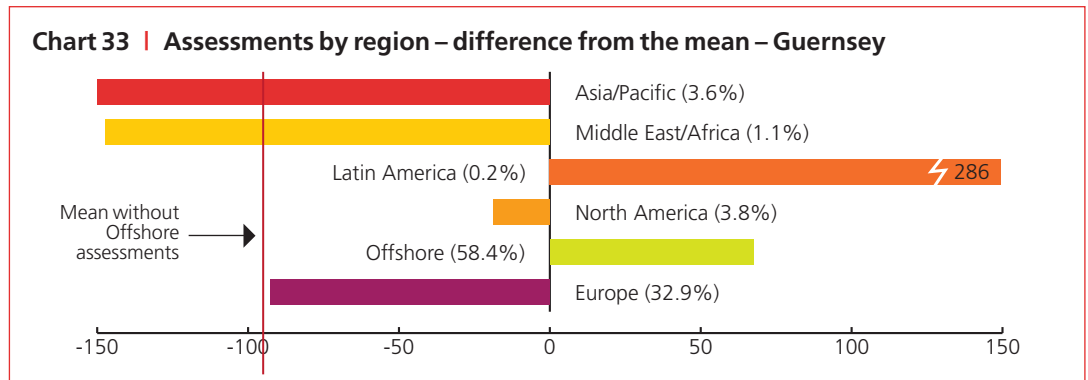 Chart 33 | Assessments by region – difference from the mean – Guernsey
Asia/Pacific (3.6%)
Middle East/Africa (1.1%)
Latin America (0.2%)
286
North America (3.8%)
Mean without
Offshore
assessments
Offshore (58.4%)
Europe (32.9%)
-150 -100 -50 0 50 100 150